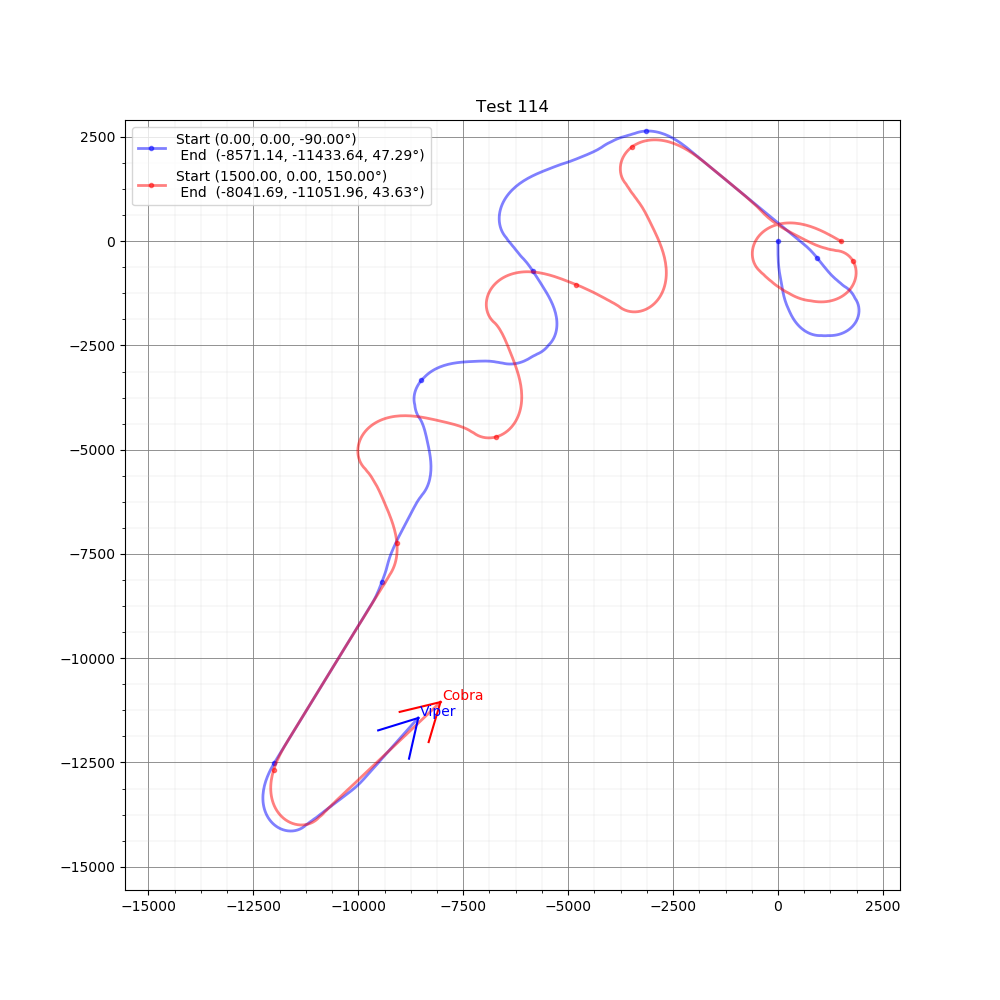 Test 114
Start (0.00, 0.00, -90.00°)
End (-8571.14, -11433.64, 47.29°)
Start (1500.00, 0.00, 150.00°)
End (-8041.69, -11051.96, 43.63°)
2500
0
−2500
−5000
−7500
−10000
−12500
−15000
Cobra
Viper
−15000 −12500 −10000 −7500 −5000 −2500 0 2500